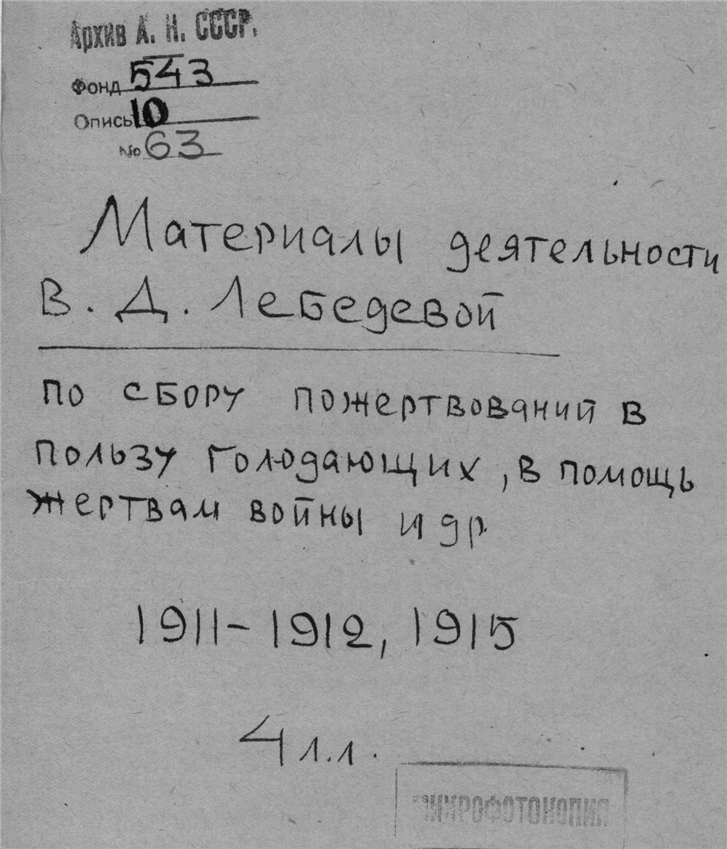 Архив А. Н. СССР.
Фонд 543
Опись 10
№ 63
Материалы деятельности
В. Д. Лебедевой
по сбору пожертвований в
пользу голодающих, в помощь
жертвам войны и др.
1911–1912, 1915
4 л.л.
МИКРОФОТОКОПИЯ